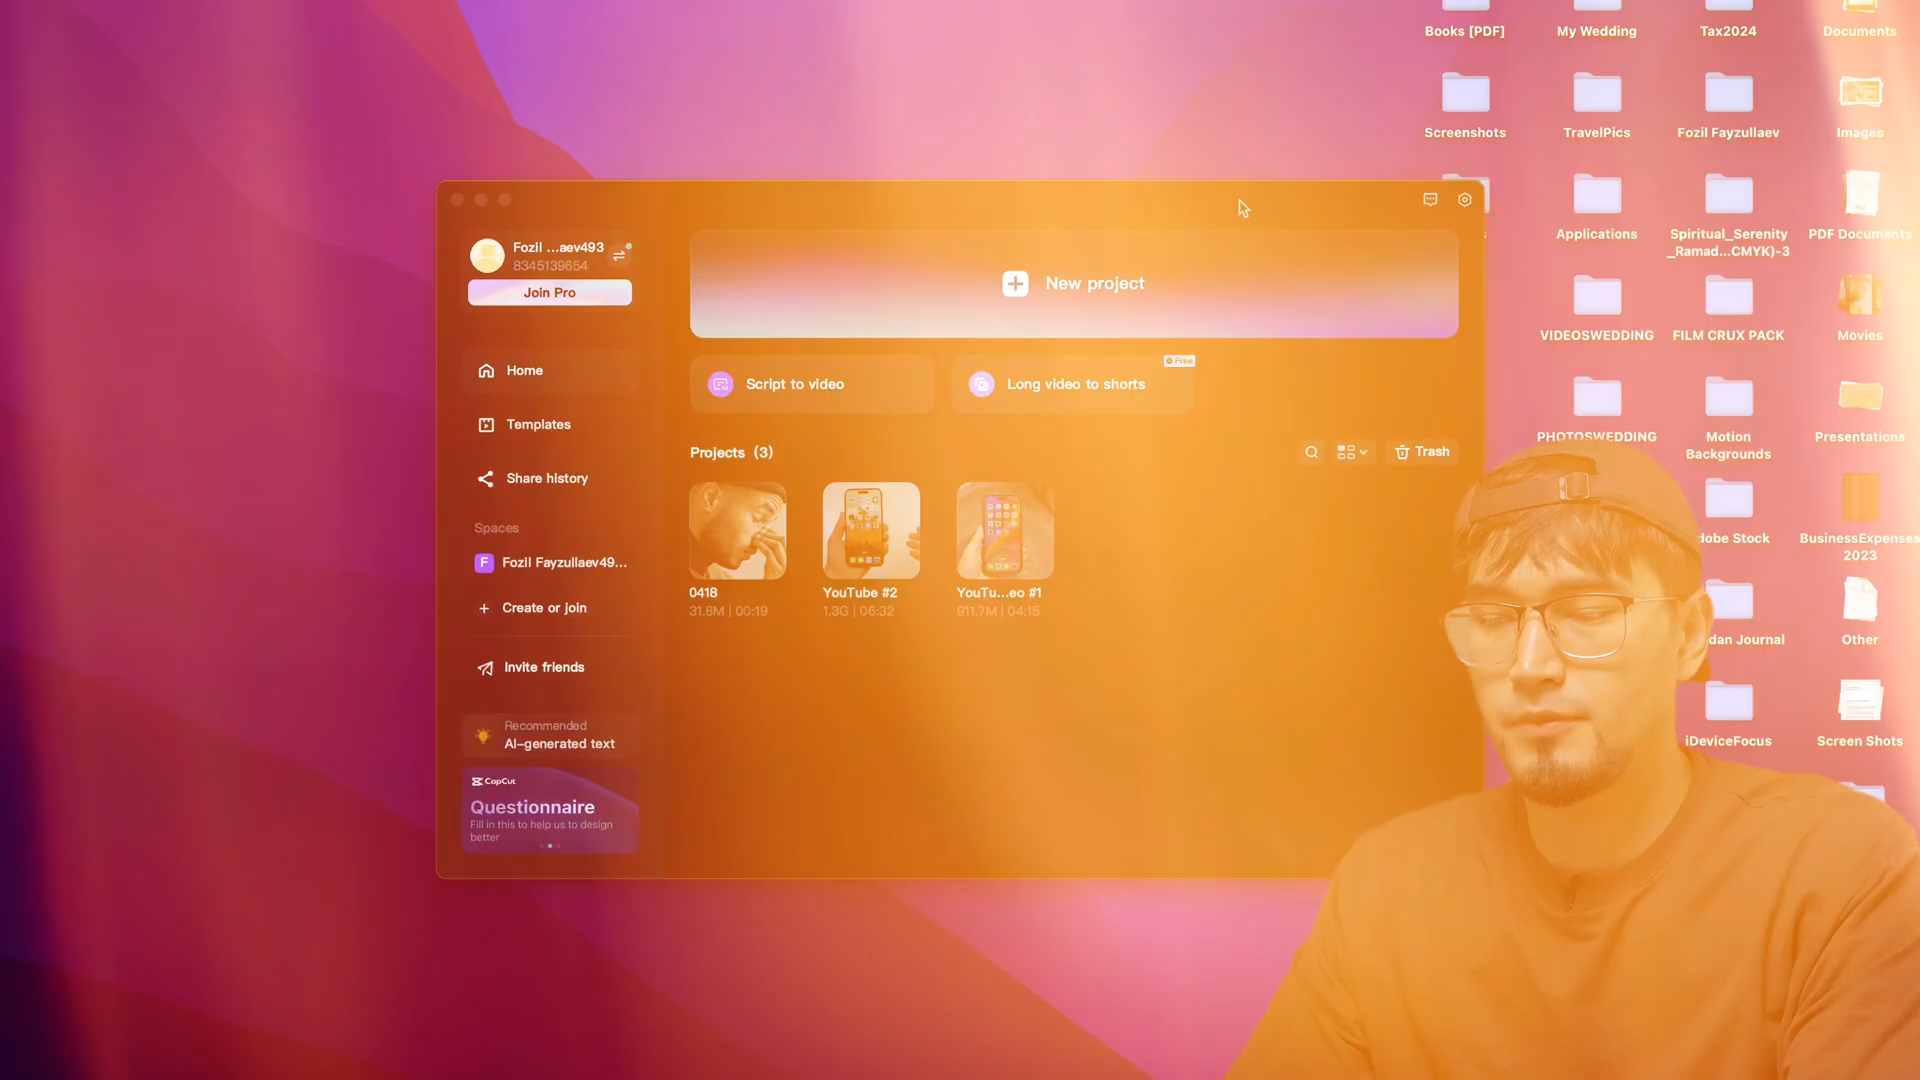 Books [PDF]
My Wedding
Tax2024
Documents
Screenshots
TravelPics
Fozil Fayzullaev
Images
Applications
Spiritual_Serenity
_Ramad...CMYK)-3
PDF Documents
VIDEOSWEDDING
FILM CRUX PACK
Movies
PHOTOSWEDDING
Motion
Backgrounds
Presentations
dobe Stock
BusinessExpenses
2023
dan Journal
Other
iDeviceFocus
Screen Shots
Fozil ...aev493
8345139654
Join Pro
Home
Templates
Share history
Spaces
F
Fozil Fayzullaev49...
+ Create or join
Invite friends
Recommended
AI-generated text
CapCut
Questionnaire
Fill in this to help us to design
better
New project
Script to video
Long video to shorts
Free
Projects (3)
Trash
0418
31.8M | 00:19
YouTube #2
1.3G | 06:32
YouTu...eo #1
911.7M | 04:15